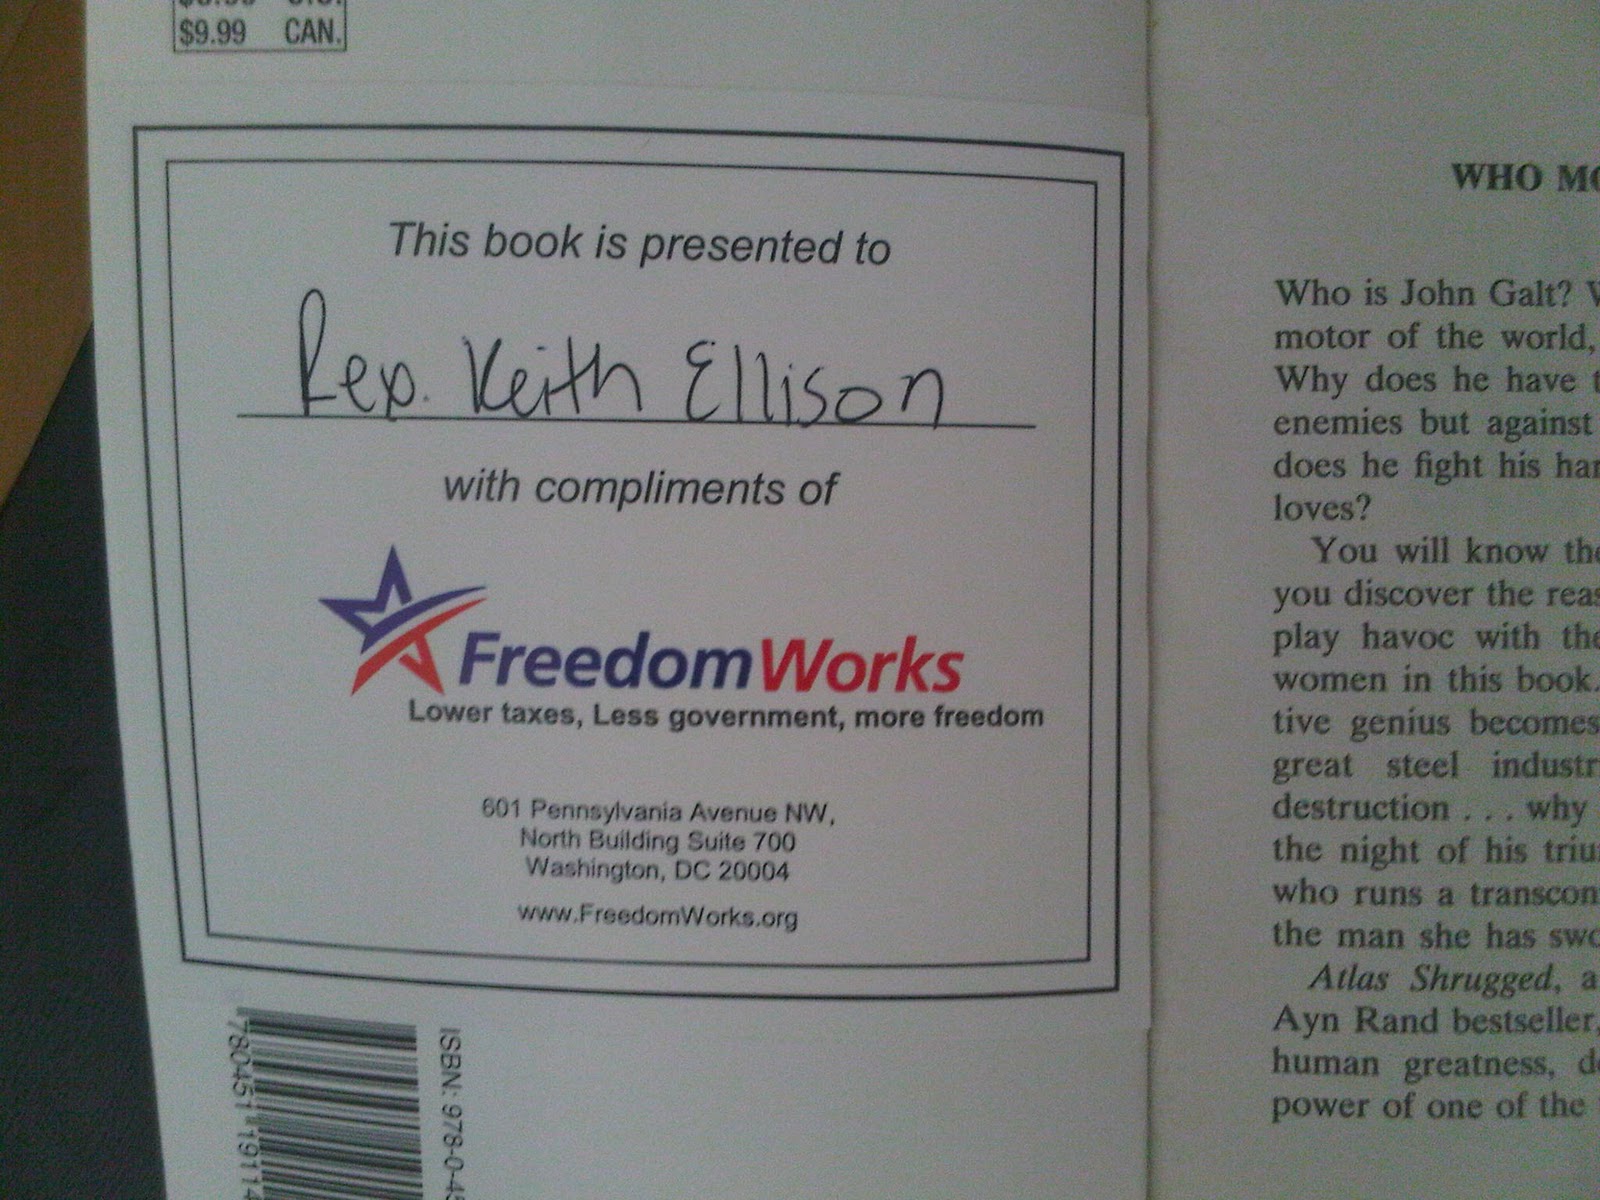 $9.99 CAN.
This book is presented to
Rep. Keith Ellison
with compliments of
FreedomWorks
Lower taxes, Less government, more freedom
601 Pennsylvania Avenue NW,
North Building Suite 700
Washington, DC 20004
www.FreedomWorks.org
ISBN: 978-0-45
WHO MO
Who is John Galt?
motor of the world,
Why does he have
enemies but against
does he fight his
loves?
You will know
you discover the
play havoc with
women in this book.
tive genius becomes
great steel
destruction . . . why
the night of his
who runs a
the man she has
Atlas Shrugged,
Ayn Rand bestseller,
human greatness,
power of one of the